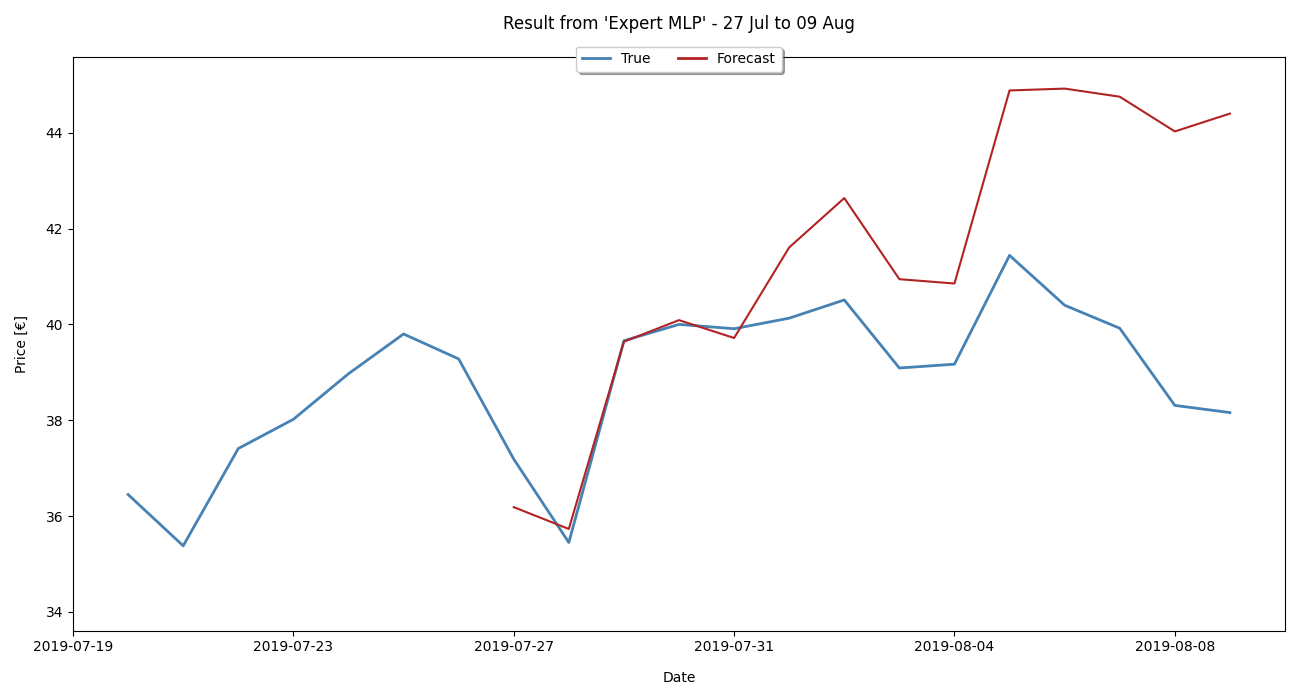 Result from 'Expert MLP' - 27 Jul to 09 Aug
True Forecast
44
42
40
38
36
34
Price [€]
2019-07-19 2019-07-23 2019-07-27 2019-07-31 2019-08-04 2019-08-08
Date